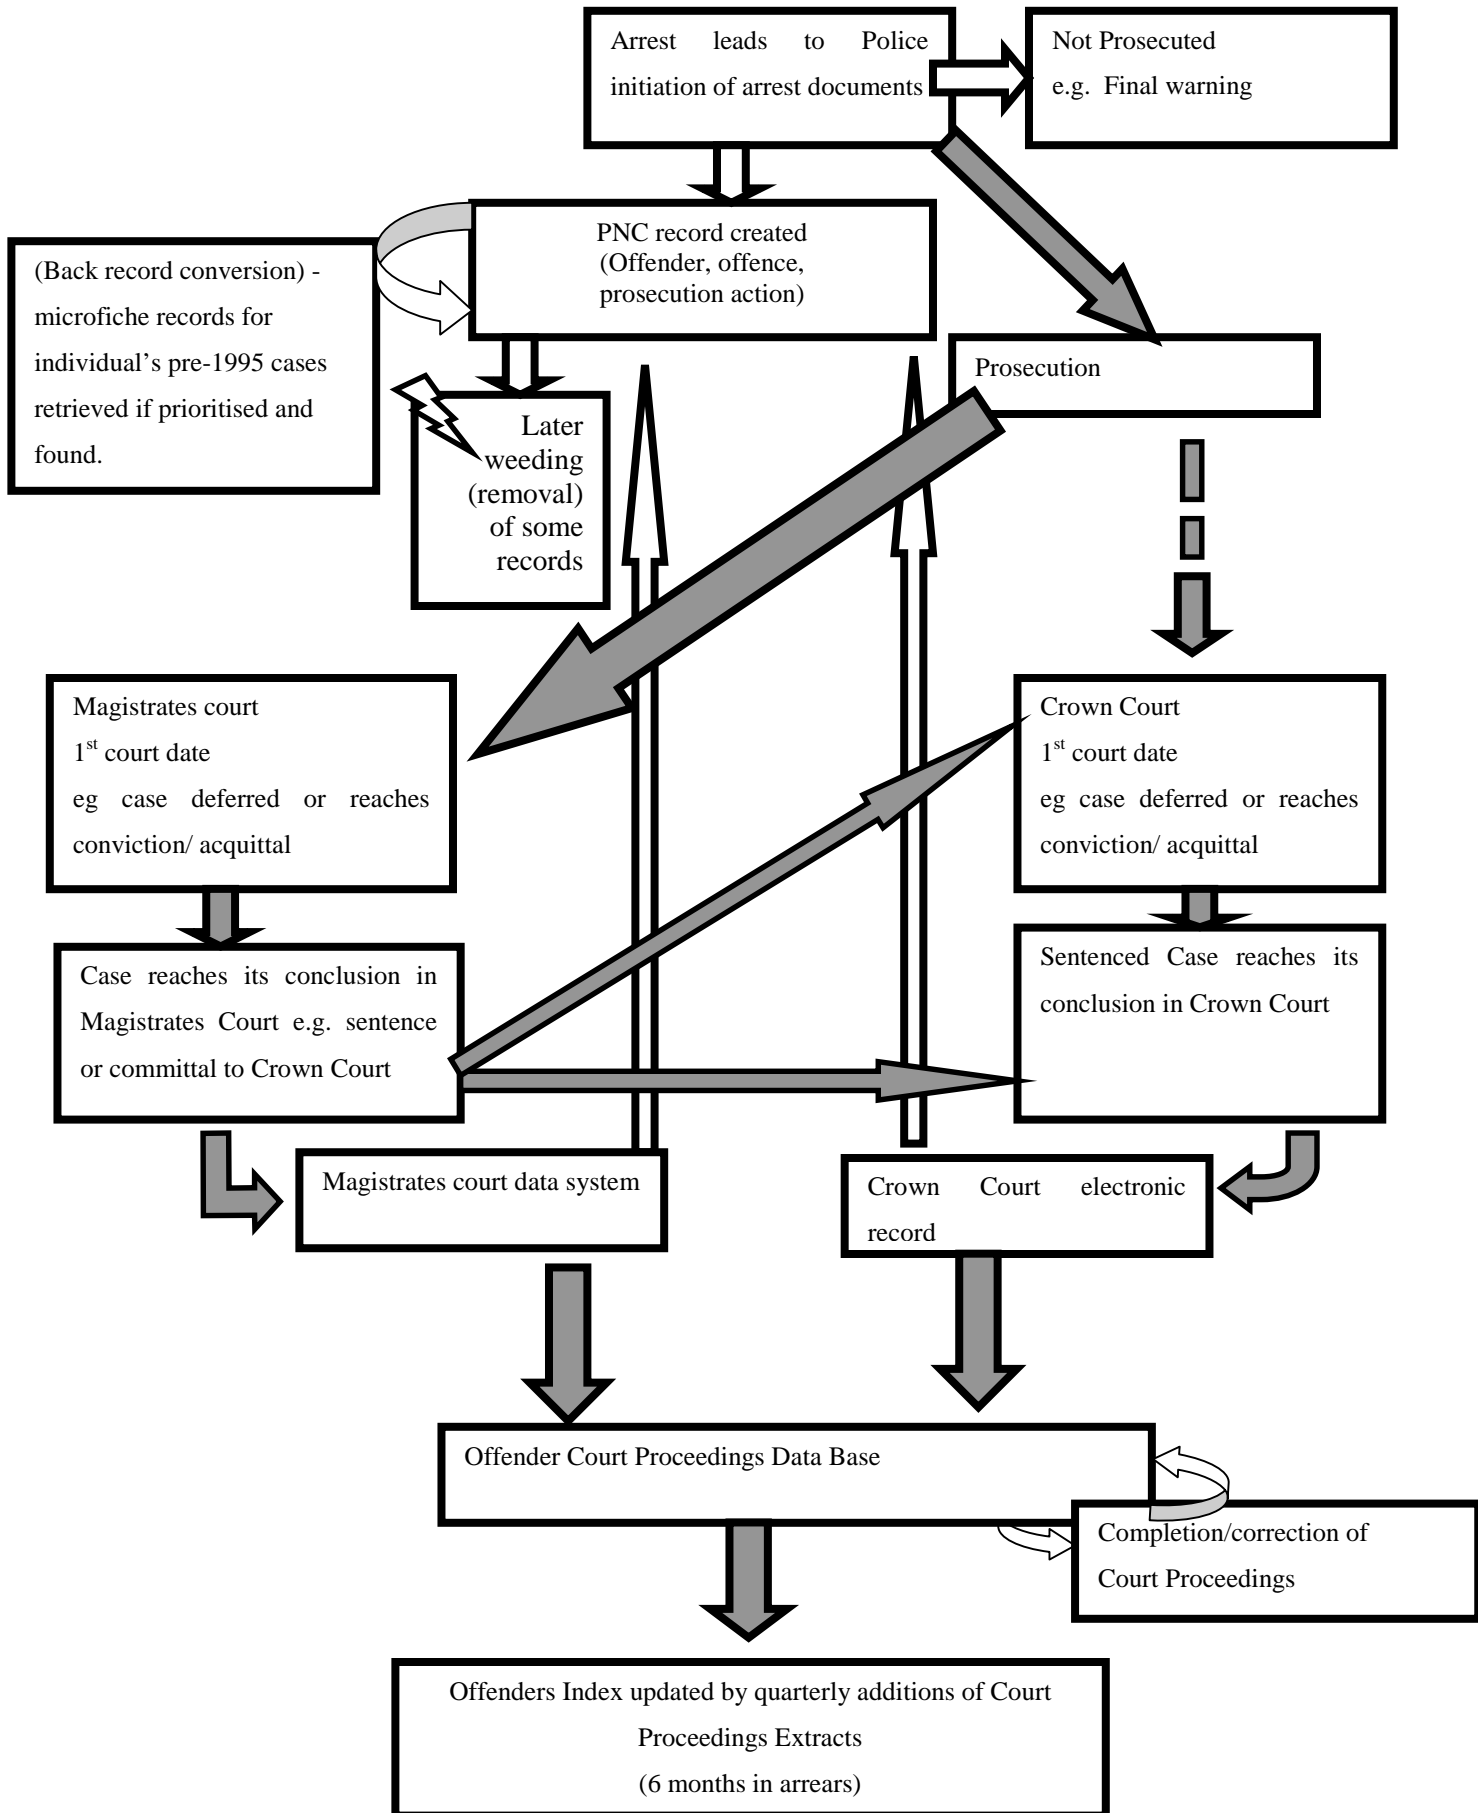 Arrest leads to Police
initiation of arrest documents
Not Prosecuted
e.g. Final warning
PNC record created
(Offender, offence,
prosecution action)
(Back record conversion) -
microfiche records for
individual’s pre-1995 cases
retrieved if prioritised and
found.
Prosecution
Later
weeding
(removal)
of some
records
Magistrates court
1st court date
eg case deferred or reaches
conviction/ acquittal
Crown Court
1st court date
eg case deferred or reaches
conviction/ acquittal
Case reaches its conclusion in
Magistrates Court e.g. sentence
or committal to Crown Court
Sentenced Case reaches its
conclusion in Crown Court
Magistrates court data system
Crown Court electronic
record
Offender Court Proceedings Data Base
Completion/correction of
Court Proceedings
Offenders Index updated by quarterly additions of Court
Proceedings Extracts
(6 months in arrears)